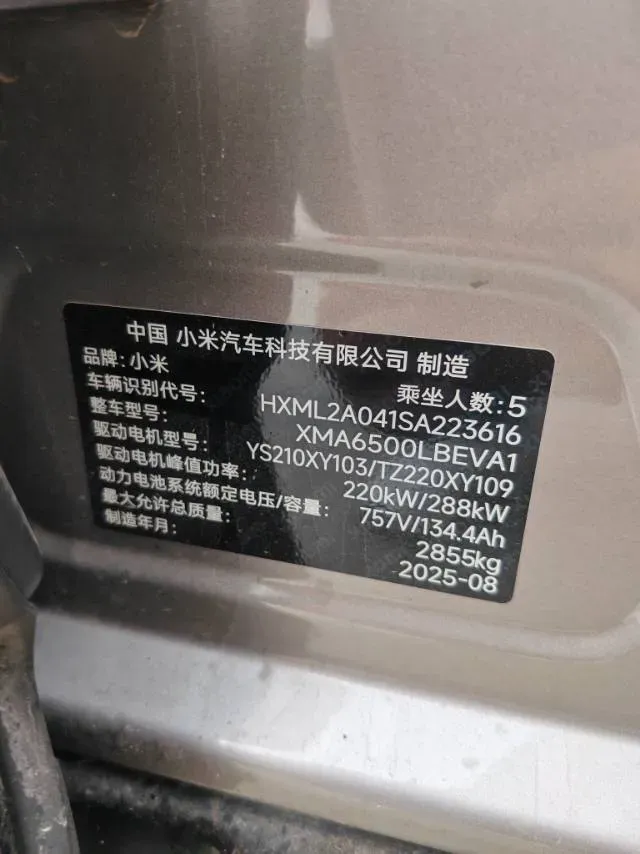 中国 小米汽车科技有限公司 制造
品牌:小米 乘坐人数:5
车辆识别代号: HXML2A041SA223616
整车型号: XMA6500LBEVA1
驱动电机型号: YS210XY103/TZ220XY109
驱动电机峰值功率: 220kW/288kW
动力电池系统额定电压/容量: 757V/134.4Ah
最大允许总质量: 2855kg
制造年月: 2025-08